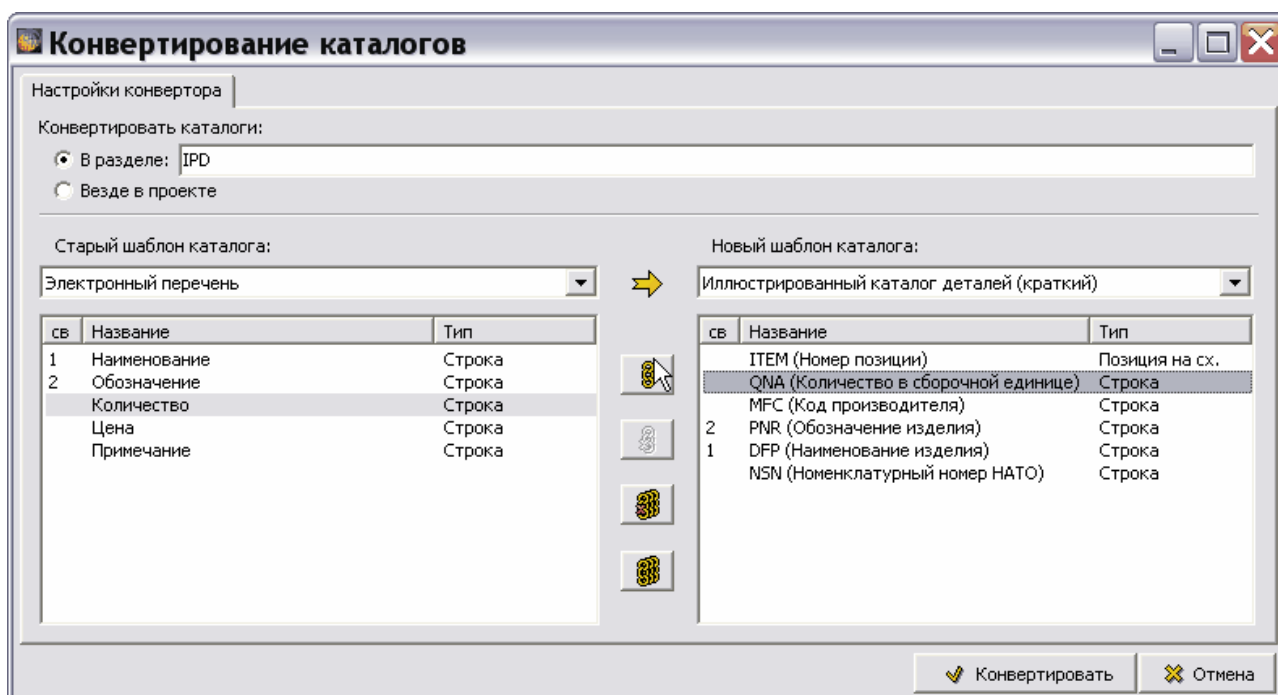 Конвертирование каталогов
Настройки конвертора
Конвертировать каталоги:
В разделе: IPD
Везде в проекте
Старый шаблон каталога:
Новый шаблон каталога:
Электронный перечень
Иллюстрированный каталог деталей (краткий)
св Название Тип
1 Наименование Строка
2 Обозначение Строка
Количество Строка
Цена Строка
Примечание Строка
св Название Тип
ITEM (Номер позиции) Позиция на сх.
QNA (Количество в сборочной единице) Строка
MFC (Код производителя) Строка
2 PNR (Обозначение изделия) Строка
1 DFP (Наименование изделия) Строка
NSN (Номенклатурный номер НАТО) Строка
Конвертировать
Отмена